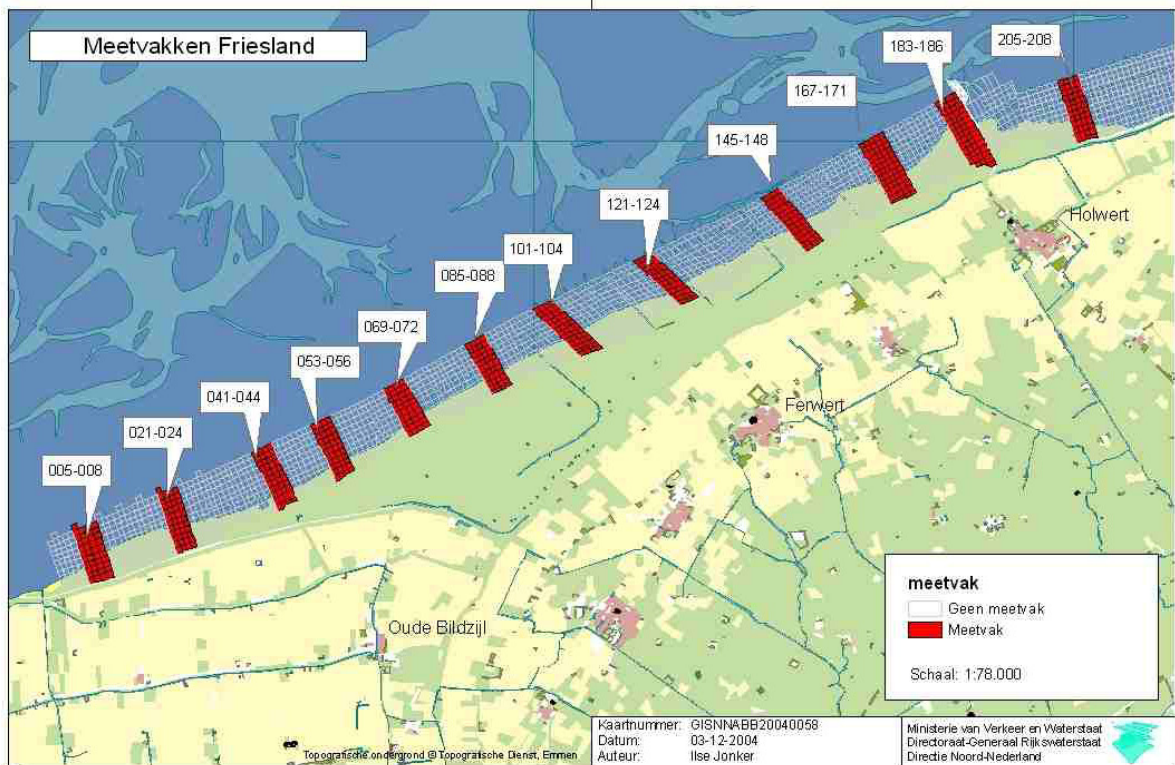 Meetvakken Friesland
205-208
183-186
167-171
145-148
121-124
101-104
085-088
069-072
053-056
041-044
021-024
005-008
Holwert
Ferwert
Oude Bildzijl
meetvak
Geen meetvak
Meetvak
Schaal: 1:78.000
Kaartnummer: GISNNABB20040058
Datum: 03-12-2004
Auteur: Ilse Jonker
Ministerie van Verkeer en Waterstaat
Directoraat-Generaal Rijkswaterstaat
Directie Noord-Nederland
Topografische ondergrond © Topografische Dienst, Emmen